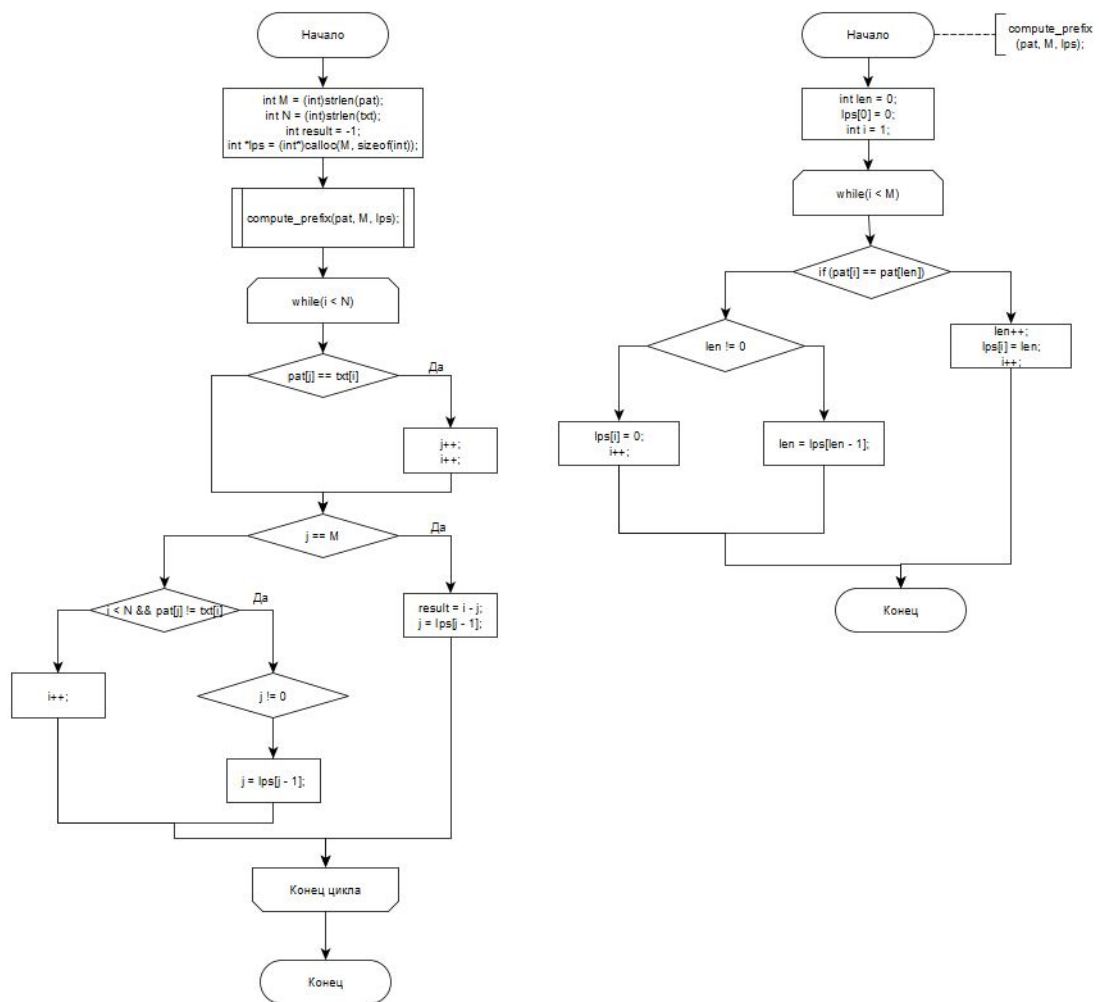 Начало
int M = (int)strlen(pat);
int N = (int)strlen(txt);
int result = -1;
int *lps = (int*)calloc(M, sizeof(int));
compute_prefix(pat, M, lps);
while(i < N)
pat[j] == txt[i]
Да
j++;
i++;
j == M
Да
i < N && pat[j] != txt[i]
Да
result = i - j;
j = lps[j - 1];
i++;
j != 0
j = lps[j - 1];
Конец цикла
Конец
Начало
compute_prefix
(pat, M, lps);
int len = 0;
lps[0] = 0;
int i = 1;
while(i < M)
if (pat[i] == pat[len])
len != 0
len++;
lps[i] = len;
i++;
lps[i] = 0;
i++;
len = lps[len - 1];
Конец